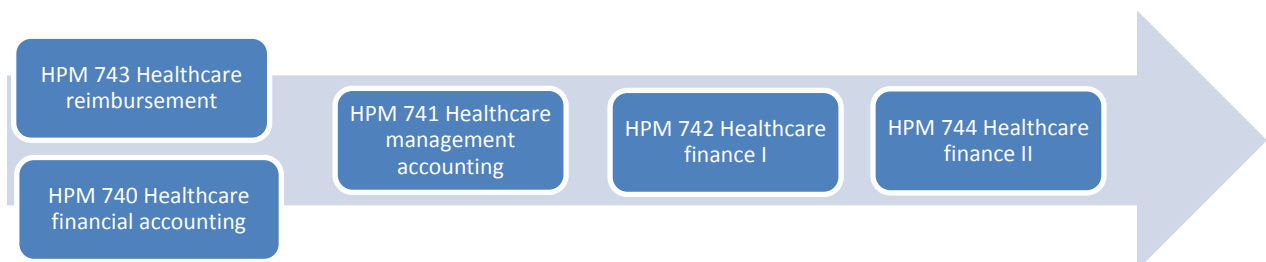 HPM 743 Healthcare
reimbursement
HPM 740 Healthcare
financial accounting
HPM 741 Healthcare
management
accounting
HPM 742 Healthcare
finance I
HPM 744 Healthcare
finance II